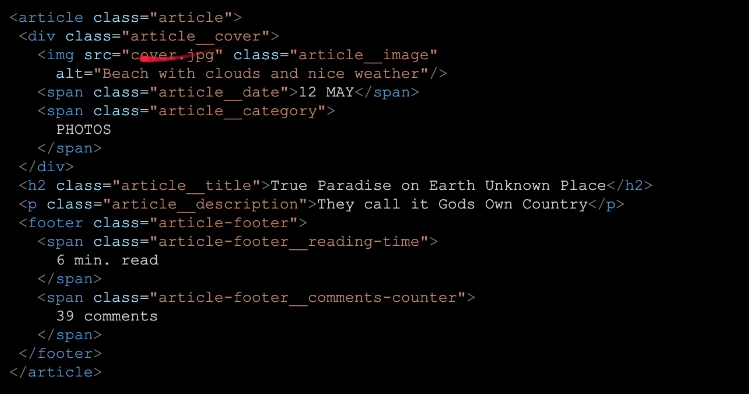 <article class="article">
<div class="article__cover">
<img src="cover.jpg" class="article__image"
alt="Beach with clouds and nice weather"/>
<span class="article__date">12 MAY</span>
<span class="article__category">
PHOTOS
</span>
</div>
<h2 class="article__title">True Paradise on Earth Unknown Place</h2>
<p class="article__description">They call it Gods Own Country</p>
<footer class="article-footer">
<span class="article-footer__reading-time">
6 min. read
</span>
<span class="article-footer__comments-counter">
39 comments
</span>
</footer>
</article>